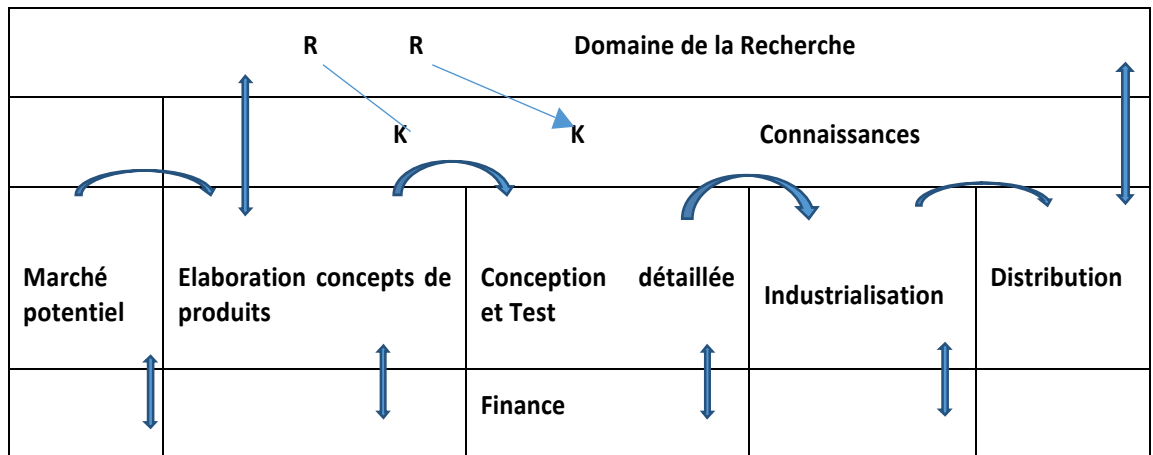 R R Domaine de la Recherche
K K Connaissances
Marché
potentiel
Elaboration concepts de
produits
Conception détaillée
et Test
Industrialisation
Distribution
Finance